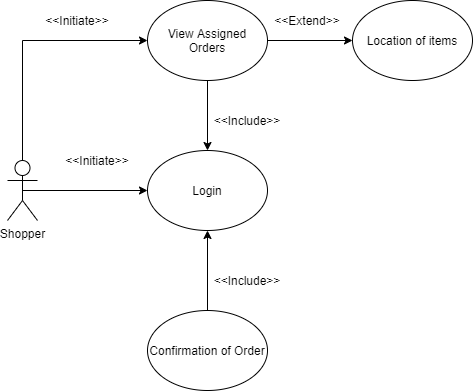 <<Initiate>>
View Assigned
Orders
<<Extend>>
Location of items
<<Include>>
<<Initiate>>
Login
Shopper
<<Include>>
Confirmation of Order